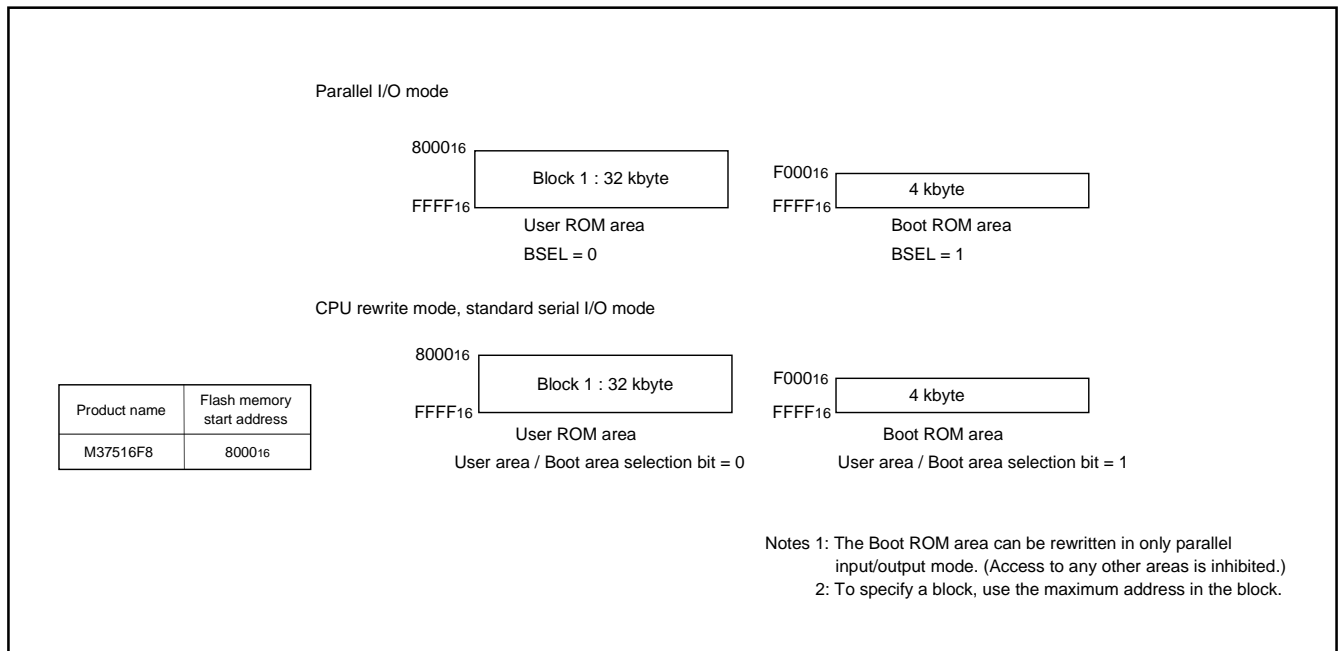 Parallel I/O mode
800016
Block 1 : 32 kbyte
FFFF16
User ROM area
BSEL = 0
F00016
4 kbyte
FFFF16
Boot ROM area
BSEL = 1
CPU rewrite mode, standard serial I/O mode
800016
Block 1 : 32 kbyte
FFFF16
User ROM area
User area / Boot area selection bit = 0
F00016
4 kbyte
FFFF16
Boot ROM area
User area / Boot area selection bit = 1
Product name
Flash memory
start address
M37516F8
800016
Notes 1: The Boot ROM area can be rewritten in only parallel
input/output mode. (Access to any other areas is inhibited.)
2: To specify a block, use the maximum address in the block.